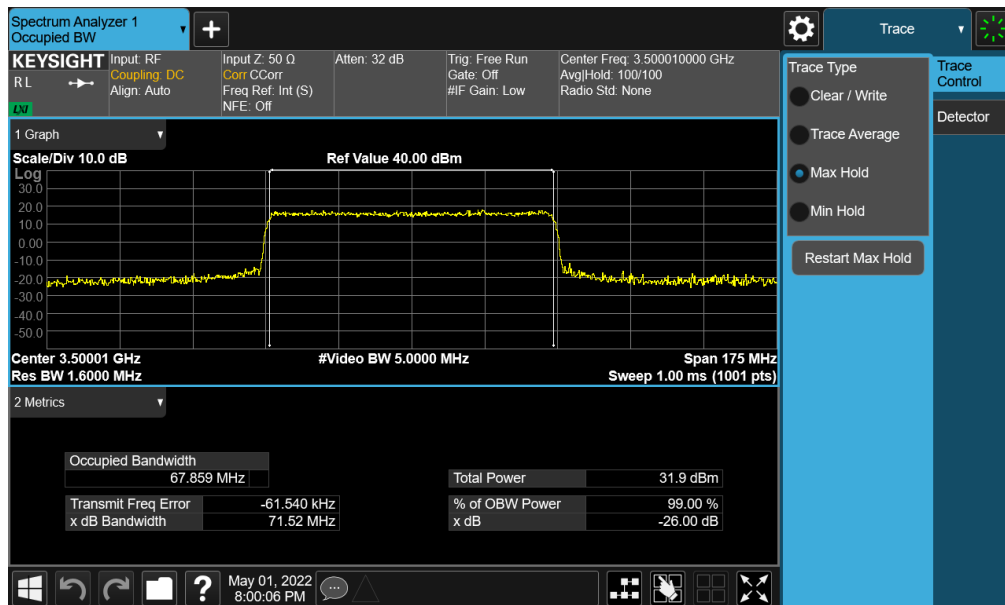 Spectrum Analyzer 1
Occupied BW
+
Trace
KEYSIGHT
R L
LXI
Input: RF
Coupling: DC
Align: Auto
Input Z: 50 Ω
Corr CCorr
Freq Ref: Int (S)
NFE: Off
Atten: 32 dB
Trig: Free Run
Gate: Off
#IF Gain: Low
Center Freq: 3.500010000 GHz
Avg|Hold: 100/100
Radio Std: None
Trace Type
Clear / Write
Trace Average
Max Hold
Min Hold
Restart Max Hold
Trace
Control
Detector
1 Graph
Scale/Div 10.0 dB
Ref Value 40.00 dBm
Log
30.0
20.0
10.0
0.00
-10.0
-20.0
-30.0
-40.0
-50.0
Center 3.50001 GHz
#Video BW 5.0000 MHz
Span 175 MHz
Res BW 1.6000 MHz
Sweep 1.00 ms (1001 pts)
2 Metrics
Occupied Bandwidth
67.859 MHz
Total Power 31.9 dBm
Transmit Freq Error -61.540 kHz
% of OBW Power 99.00 %
x dB Bandwidth 71.52 MHz
x dB -26.00 dB
?
May 01, 2022
8:00:06 PM